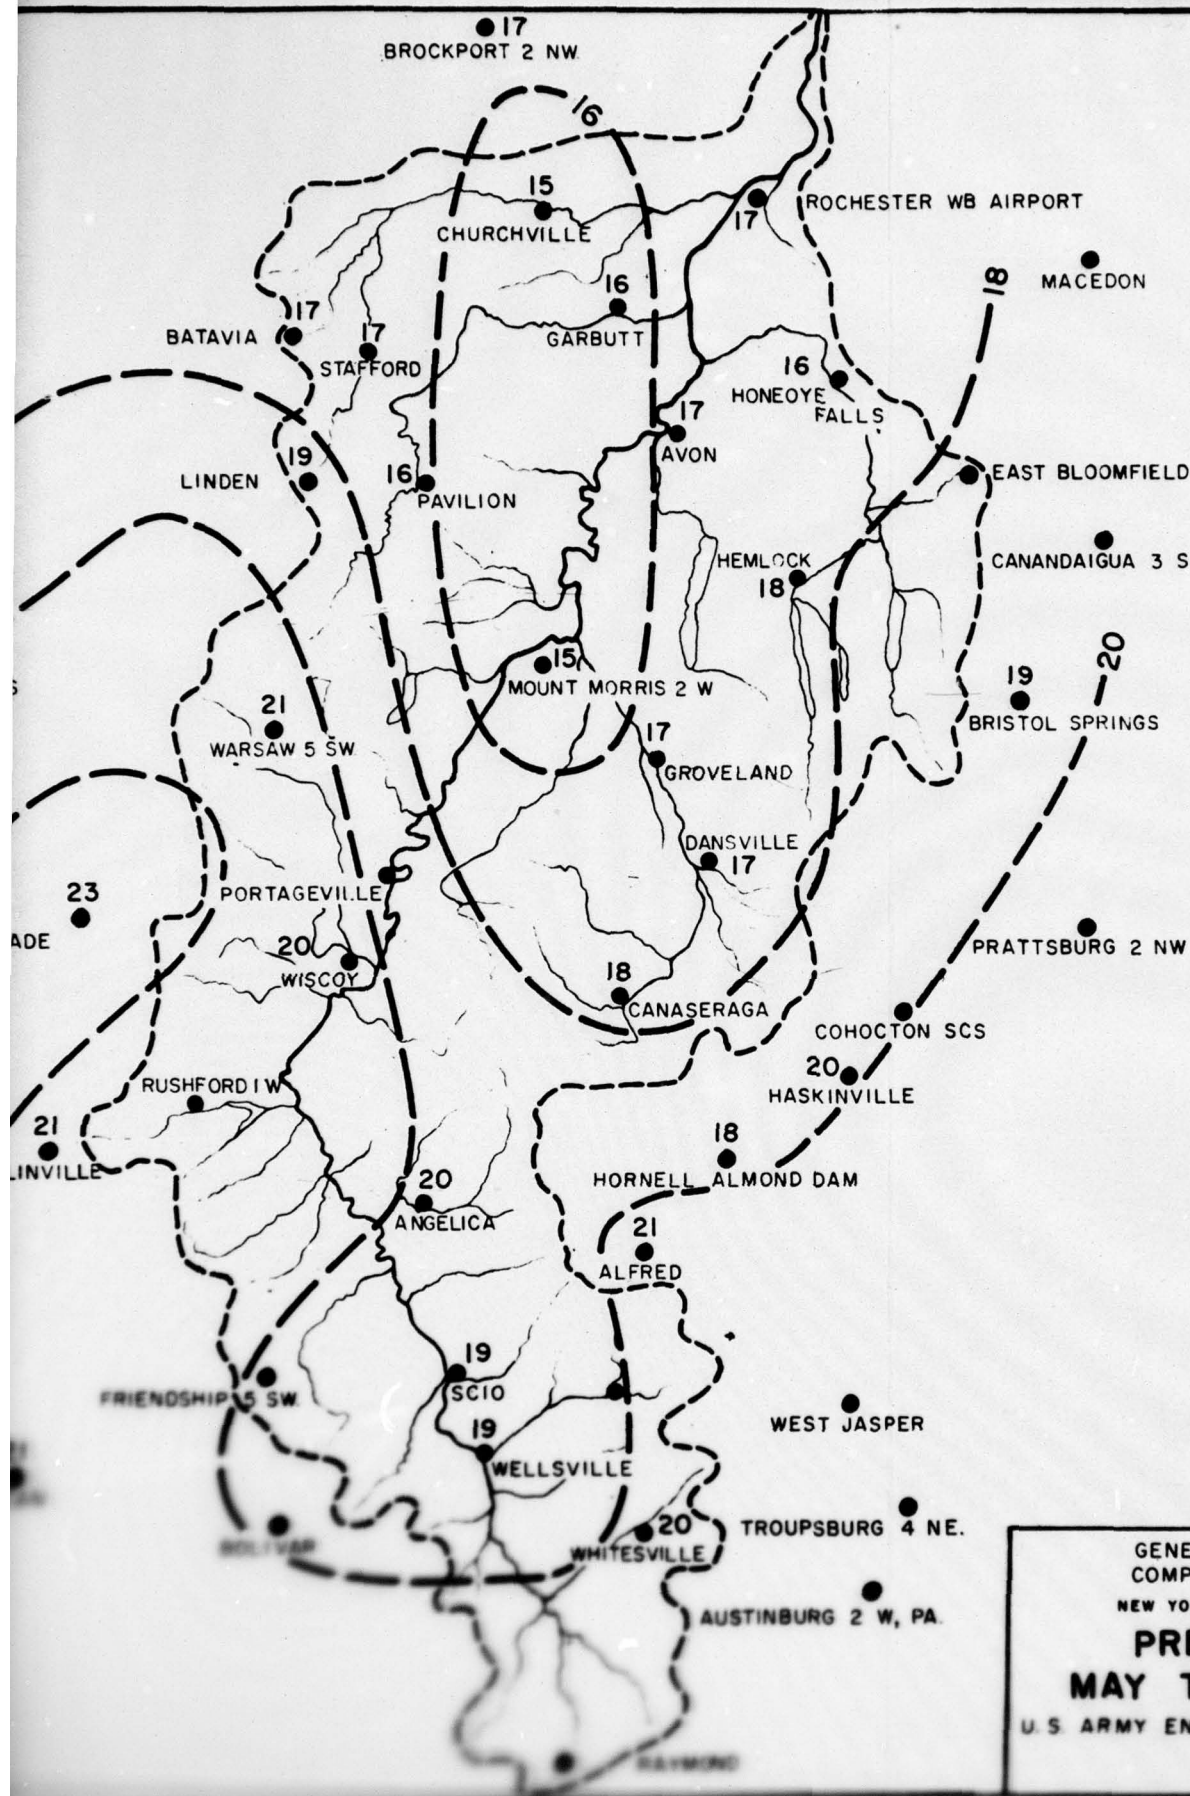 17
BROCKPORT 2 NW.
16
15
CHURCHVILLE
17
ROCHESTER WB AIRPORT
MACEDON
18
16
GARBUTT
17
BATAVIA
17
STAFFORD
16
HONEOYE
FALLS
17
AVON
19
LINDEN
16
PAVILION
EAST BLOOMFIELD
CANANDAIGUA 3 S
HEMLOCK
18
20
15
MOUNT MORRIS 2 W
S
19
BRISTOL SPRINGS
21
WARSAW 5 SW.
17
GROVELAND
DANSVILLE
17
PORTAGEVILLE
23
ADE
PRATTSBURG 2 NW
20
WISCOY
18
CANASERAGA
COHOCTON SCS
20
HASKINVILLE
RUSHFORD 1 W
21
LINVILLE
18
HORNELL ALMOND DAM
20
ANGELICA
21
ALFRED
19
SCIO
FRIENDSHIP 5 SW.
WEST JASPER
19
WELLSVILLE
20
WHITESVILLE
TROUPSBURG 4 NE.
BOLIVAR
AUSTINBURG 2 W, PA.
RAYMOND
GENE
COMP
NEW YO
PRE
MAY T
U. S. ARMY EN